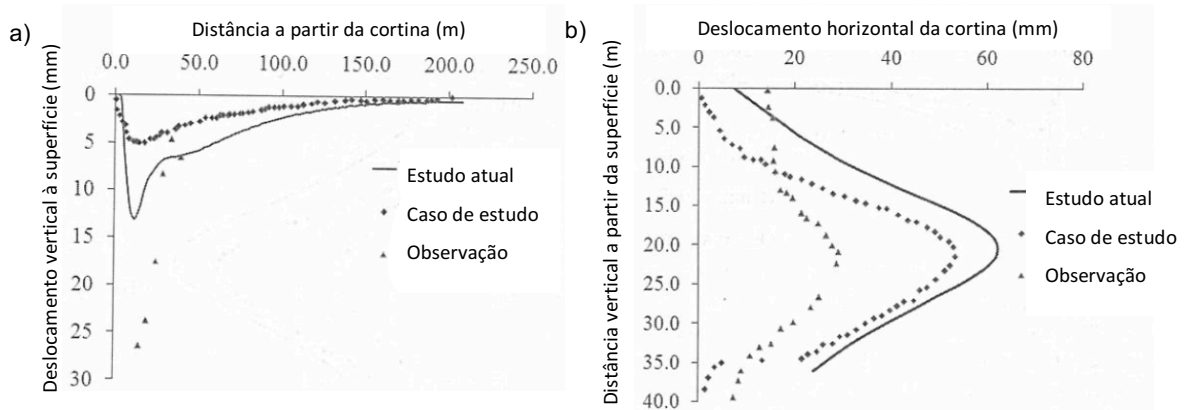 a)
Distância a partir da cortina (m)
0.0 50.0 100.0 150.0 200.0 250.0
Deslocamento vertical à superfície (mm)
0
5
10
15
20
25
30
Estudo atual
Caso de estudo
Observação
b)
Deslocamento horizontal da cortina (mm)
0 20 40 60 80
Distância vertical a partir da superfície (m)
0.0
5.0
10.0
15.0
20.0
25.0
30.0
35.0
40.0
Estudo atual
Caso de estudo
Observação